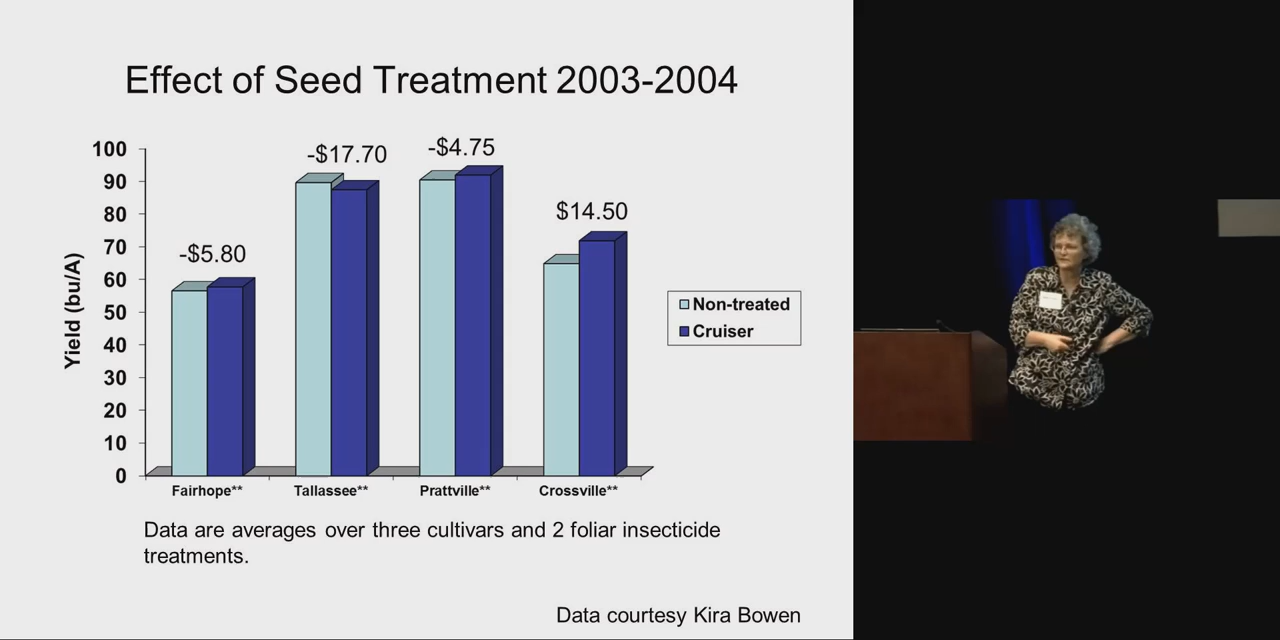 Effect of Seed Treatment 2003-2004
100
90
80
70
60
50
40
30
20
10
0
Yield (bu/A)
-$5.80
-$17.70
-$4.75
$14.50
Fairhope**
Tallassee**
Prattville**
Crossville**
Non-treated
Cruiser
Data are averages over three cultivars and 2 foliar insecticide
treatments.
Data courtesy Kira Bowen